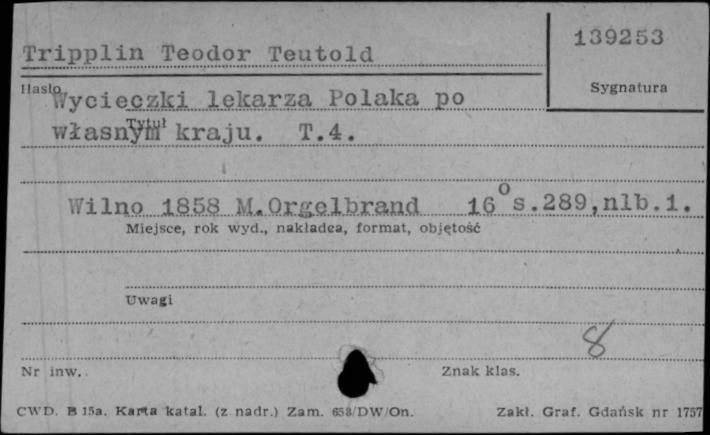 139253
Tripplin Teodor Teutold
Hasło
Sygnatura
Wycieczki lekarza Polaka po
Tytuł
własnym kraju. T.4.
Wilno 1858 M.Orgelbrand 16° s.289,nlb.1.
Miejsce, rok wyd., nakładca, format, objętość
Uwagi
8
Nr inw.
Znak klas.
CWD. B 15a. Karta katal. (z nadr.) Zam. 658/DW/On.
Zakł. Graf. Gdańsk nr 1757